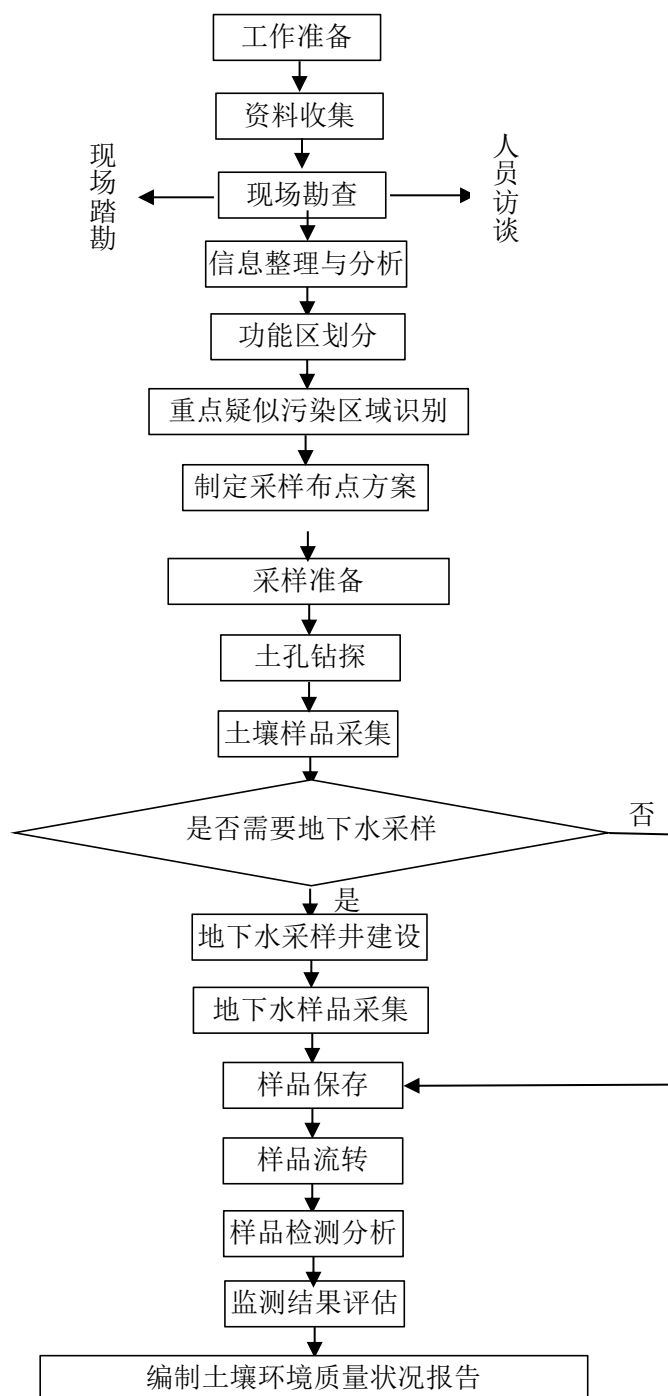 工作准备
资料收集
现场踏勘
现场勘查
人员访谈
信息整理与分析
功能区划分
重点疑似污染区域识别
制定采样布点方案
采样准备
土孔钻探
土壤样品采集
是否需要地下水采样
否
是
地下水采样井建设
地下水样品采集
样品保存
样品流转
样品检测分析
监测结果评估
编制土壤环境质量状况报告